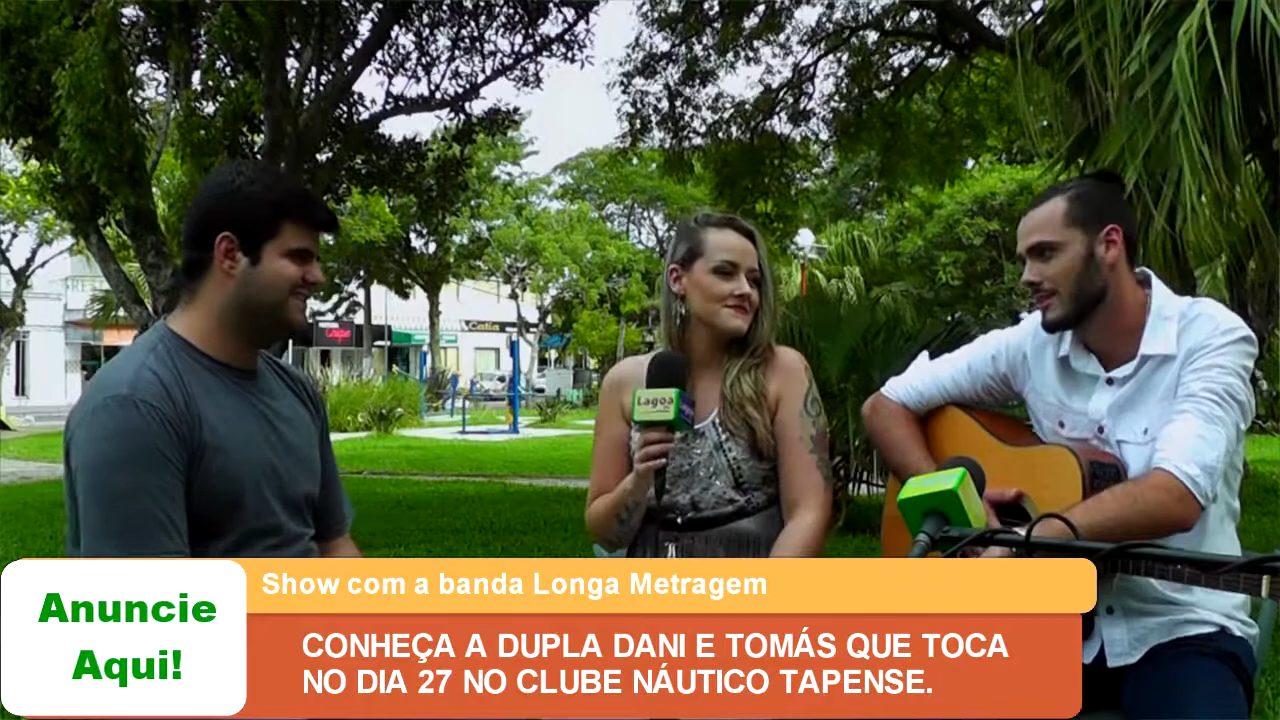 Catia
Lagoa
Show com a banda Longa Metragem
Anuncie
Aqui!
CONHEÇA A DUPLA DANI E TOMÁS QUE TOCA
NO DIA 27 NO CLUBE NÁUTICO TAPENSE.